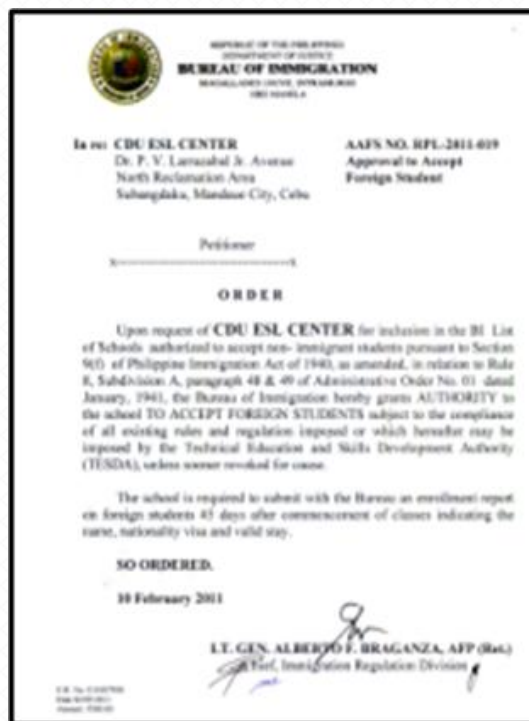 REPUBLIC OF THE PHILIPPINES
DEPARTMENT OF JUSTICE
BUREAU OF IMMIGRATION
MAGALLANES DRIVE, INTRAMUROS
1002 MANILA
In re: CDU ESL CENTER
Dr. P. V. Larrazabal Jr. Avenue
North Reclamation Area
Subangdaku, Mandaue City, Cebu
AAFS NO. RPL-2011-019
Approval to Accept
Foreign Student
Petitioner
x------------------------------x
ORDER
Upon request of CDU ESL CENTER for inclusion in the BI List
of Schools authorized to accept non- immigrant students pursuant to Section
9(f) of Philippine Immigration Act of 1940, as amended, in relation to Rule
8, Subdivision A, paragraph 48 & 49 of Administrative Order No. 01 dated
January, 1941, the Bureau of Immigration hereby grants AUTHORITY to
the school TO ACCEPT FOREIGN STUDENTS subject to the compliance
of all existing rules and regulation imposed or which hereafter may be
imposed by the Technical Education and Skills Development Authority
(TESDA), unless sooner revoked for cause.
The school is required to submit with the Bureau an enrollment report
on foreign students 45 days after commencement of classes indicating the
name, nationality visa and valid stay.
SO ORDERED.
10 February 2011
LT. GEN. ALBERTO F. BRAGANZA, AFP (Ret.)
Chief, Immigration Regulation Division